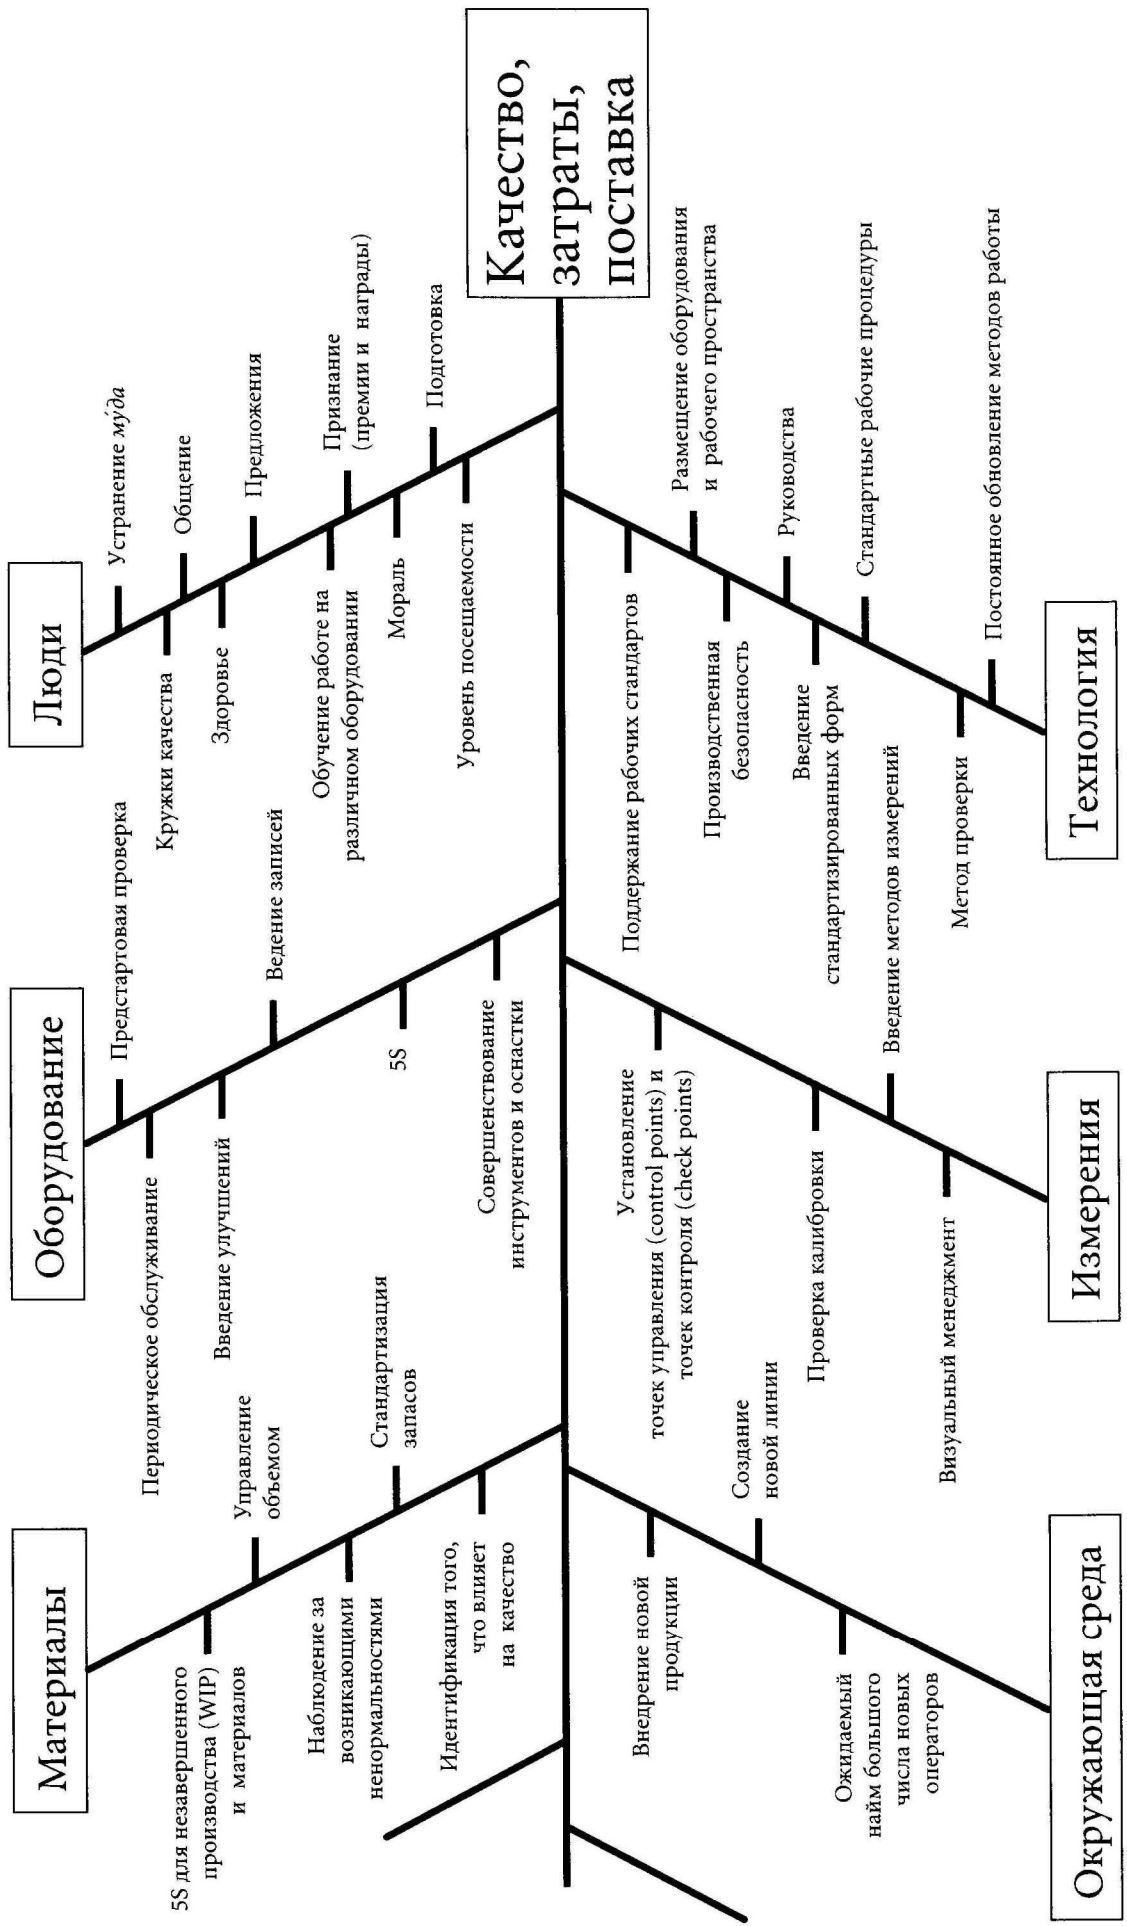 Материалы
5S для незавершенного
производства (WIP)
и материалов
Управление
объемом
Наблюдение за
возникающими
ненормальностями
Стандартизация
запасов
Идентификация того,
что влияет
на качество
Оборудование
Предстартовая проверка
Периодическое обслуживание
Введение улучшений
Ведение записей
5S
Совершенствование
инструментов и оснастки
Люди
Устранение му́да
Кружки качества
Общение
Здоровье
Предложения
Обучение работе на
различном оборудовании
Признание
(премии и награды)
Мораль
Подготовка
Уровень посещаемости
Качество,
затраты,
поставка
Внедрение новой
продукции
Создание
новой линии
Ожидаемый
найм большого
числа новых
операторов
Окружающая среда
Установление
точек управления (control points) и
точек контроля (check points)
Проверка калибровки
Введение методов измерений
Визуальный менеджмент
Измерения
Поддержание рабочих стандартов
Размещение оборудования
и рабочего пространства
Производственная
безопасность
Руководства
Введение
стандартизированных форм
Стандартные рабочие процедуры
Метод проверки
Постоянное обновление методов работы
Технология